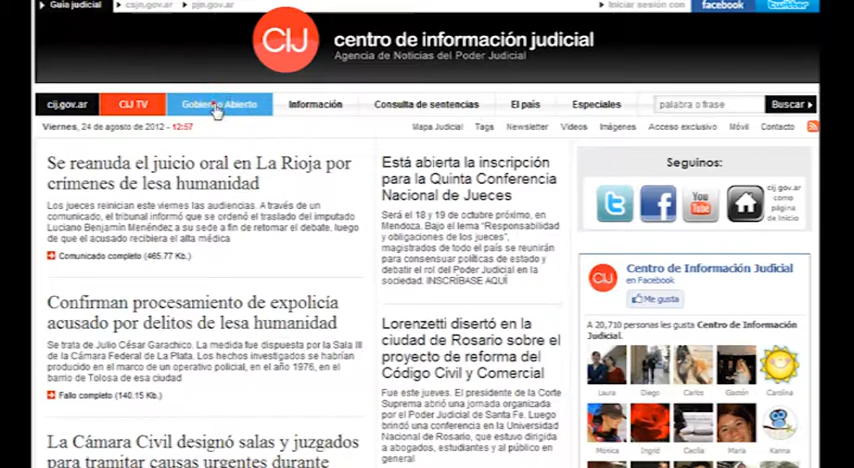 Guía judicial csjn.gov.ar pjn.gov.ar Iniciar sesión con facebook twitter
CIJ centro de información judicial
Agencia de Noticias del Poder Judicial
cij.gov.ar CIJ TV Gobierno Abierto Información Consulta de sentencias El país Especiales palabra o frase Buscar
Viernes, 24 de agosto de 2012 - 12:57 Mapa Judicial Tags Newsletter Videos Imágenes Acceso exclusivo Móvil Contacto
Se reanuda el juicio oral en La Rioja por
crímenes de lesa humanidad
Los jueces reinician este viernes las audiencias. A través de un
comunicado, el tribunal informó que se ordenó el traslado del imputado
Luciano Benjamín Menéndez a su sede a fin de retomar el debate, luego
de que el acusado recibiera el alta médica
Comunicado completo (465.77 Kb.)
Confirman procesamiento de expolicía
acusado por delitos de lesa humanidad
Se trata de Julio César Garachico. La medida fue dispuesta por la Sala III
de la Cámara Federal de La Plata. Los hechos investigados se habrían
producido en el marco de un operativo policial, en el año 1976, en el
barrio de Tolosa de esa ciudad
Fallo completo (140.15 Kb.)
La Cámara Civil designó salas y juzgados
para tramitar causas urgentes durante
Está abierta la inscripción
para la Quinta Conferencia
Nacional de Jueces
Será el 18 y 19 de octubre próximo, en
Mendoza. Bajo el lema "Responsabilidad
y obligaciones de los jueces",
magistrados de todo el país se reunirán
para consensuar políticas de estado y
debatir el rol del Poder Judicial en la
sociedad. INSCRÍBASE AQUÍ
Lorenzetti disertó en la
ciudad de Rosario sobre el
proyecto de reforma del
Código Civil y Comercial
Fue este jueves. El presidente de la Corte
Suprema abrió una jornada organizada
por el Poder Judicial de Santa Fe. Luego
brindó una conferencia en la Universidad
Nacional de Rosario, que estuvo dirigida
a abogados, estudiantes y al público en
general
Seguinos:
You Tube
cij.gov.ar
como
página
de Inicio
CIJ Centro de Información Judicial
en Facebook
Me gusta
A 20,710 personas les gusta Centro de Información
Judicial.
Laura Diego Carlos Gastón Carolina
Monica Ingrid Cecilia María Karina